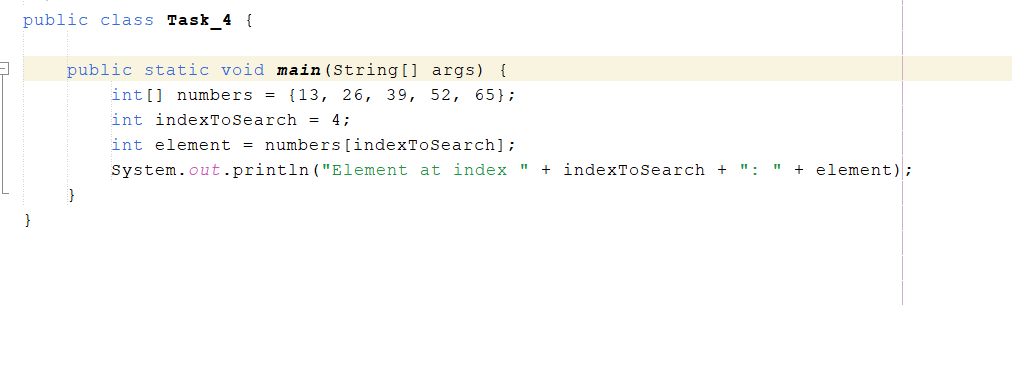 public class Task_4 {
public static void main(String[] args) {
int[] numbers = {13, 26, 39, 52, 65};
int indexToSearch = 4;
int element = numbers[indexToSearch];
System.out.println("Element at index " + indexToSearch + ": " + element);
}
}